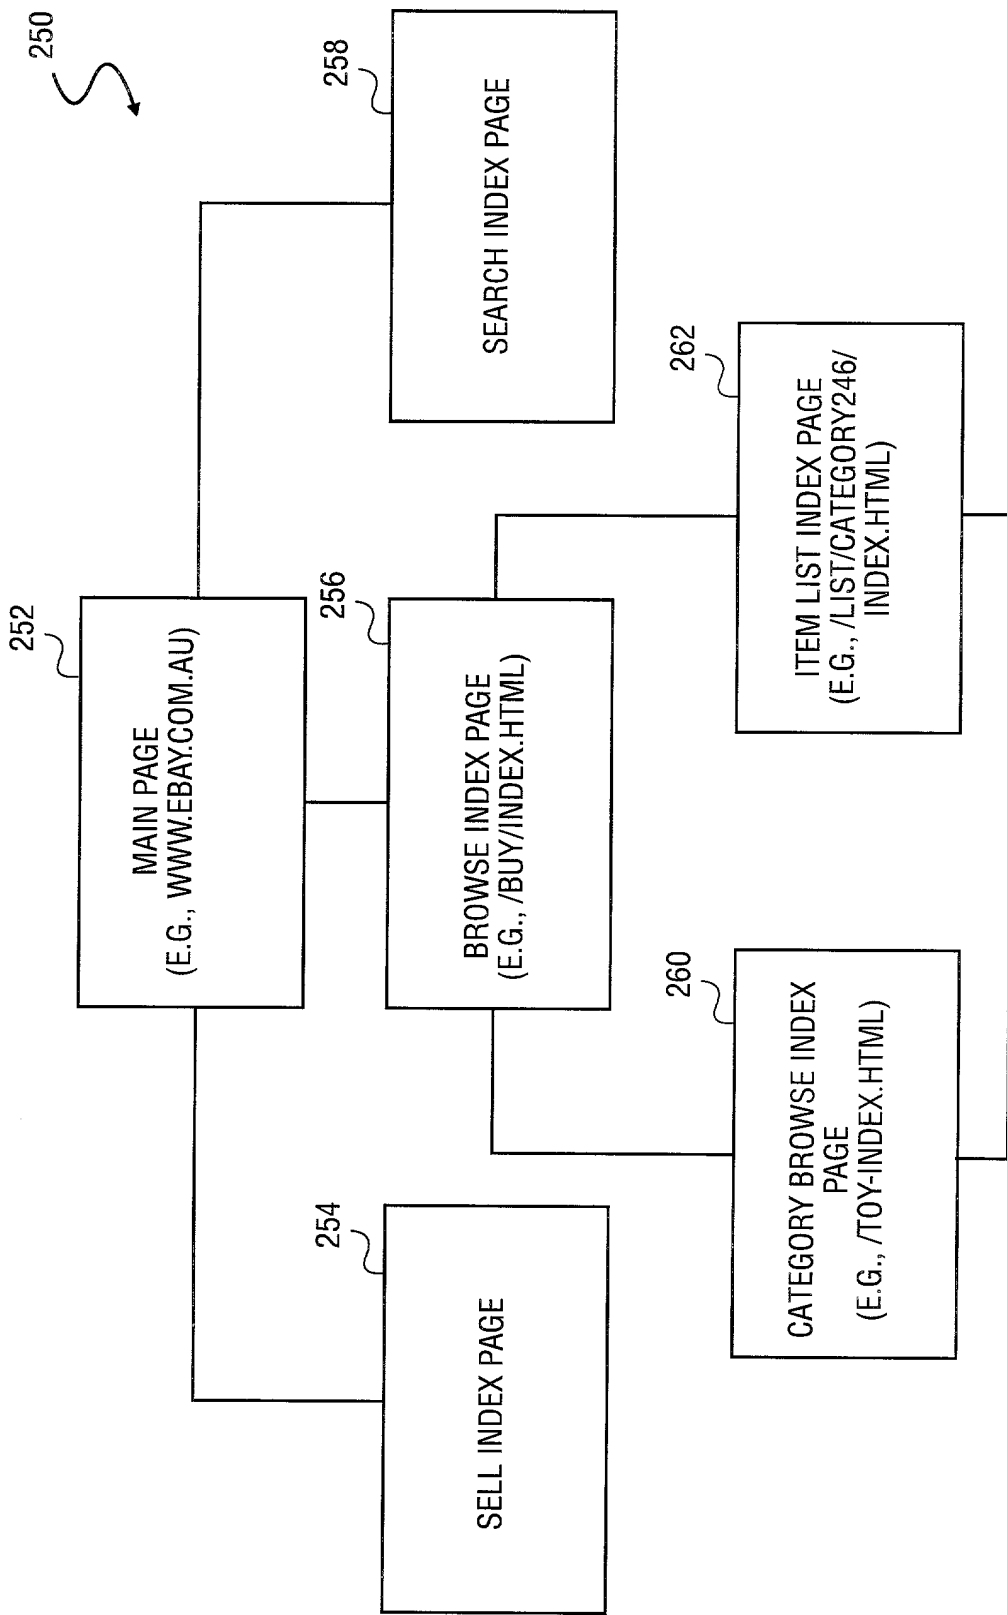 250
252
MAIN PAGE
(E.G., WWW.EBAY.COM.AU)
254
SELL INDEX PAGE
256
BROWSE INDEX PAGE
(E.G., /BUY/INDEX.HTML)
258
SEARCH INDEX PAGE
260
CATEGORY BROWSE INDEX
PAGE
(E.G., /TOY-INDEX.HTML)
262
ITEM LIST INDEX PAGE
(E.G., /LIST/CATEGORY246/
INDEX.HTML)